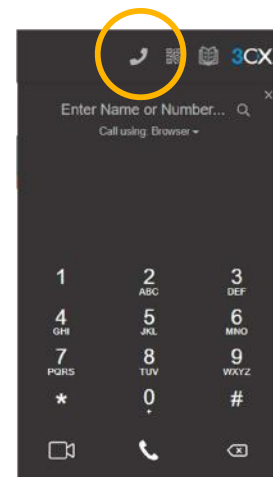 3CX
Enter Name or Number...
Call using: Browser
1 2 3
ABC DEF
4 5 6
GHI JKL MNO
7 8 9
PQRS TUV WXYZ
* 0 #
+